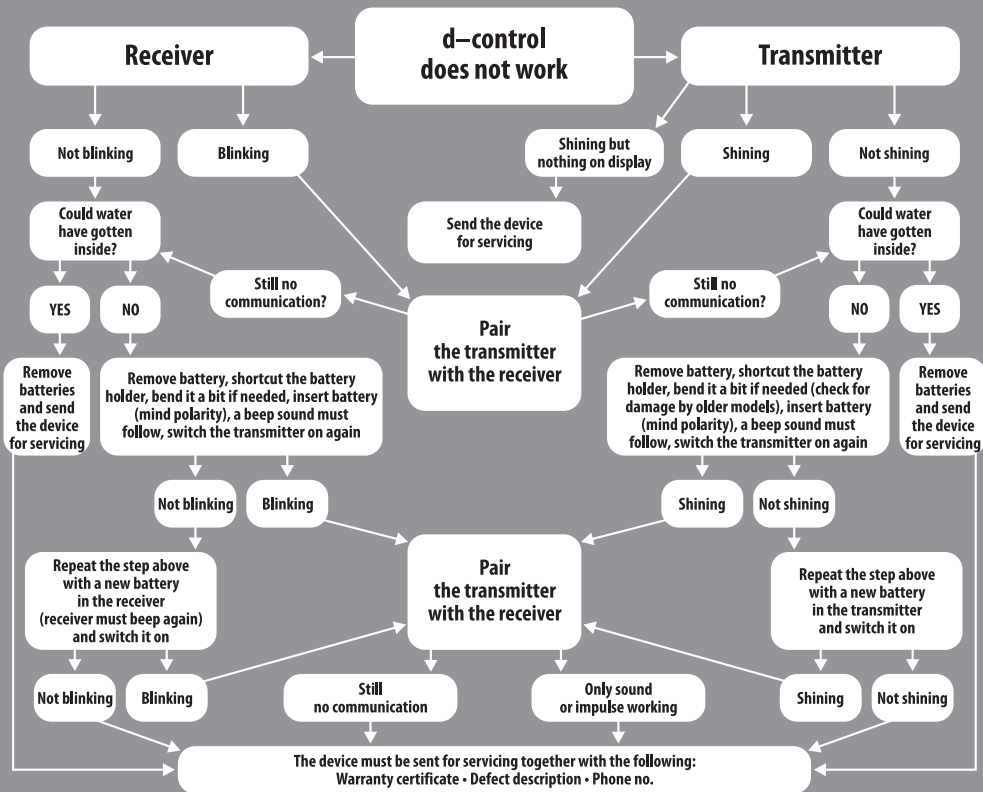 d–control
does not work
Receiver
Transmitter
Not blinking
Blinking
Shining but
nothing on display
Shining
Not shining
Could water
have gotten
inside?
Send the device
for servicing
Could water
have gotten
inside?
YES
NO
Still no
communication?
Pair
the transmitter
with the receiver
Still no
communication?
NO
YES
Remove
batteries
and send
the device
for servicing
Remove battery, shortcut the battery
holder, bend it a bit if needed, insert battery
(mind polarity), a beep sound must
follow, switch the transmitter on again
Remove battery, shortcut the battery
holder, bend it a bit if needed (check for
damage by older models), insert battery
(mind polarity), a beep sound must
follow, switch the transmitter on again
Remove
batteries
and send
the device
for servicing
Not blinking
Blinking
Shining
Not shining
Repeat the step above
with a new battery
in the receiver
(receiver must beep again)
and switch it on
Pair
the transmitter
with the receiver
Repeat the step above
with a new battery
in the transmitter
and switch it on
Not blinking
Blinking
Still
no communication
Only sound
or impulse working
Shining
Not shining
The device must be sent for servicing together with the following:
Warranty certificate • Defect description • Phone no.